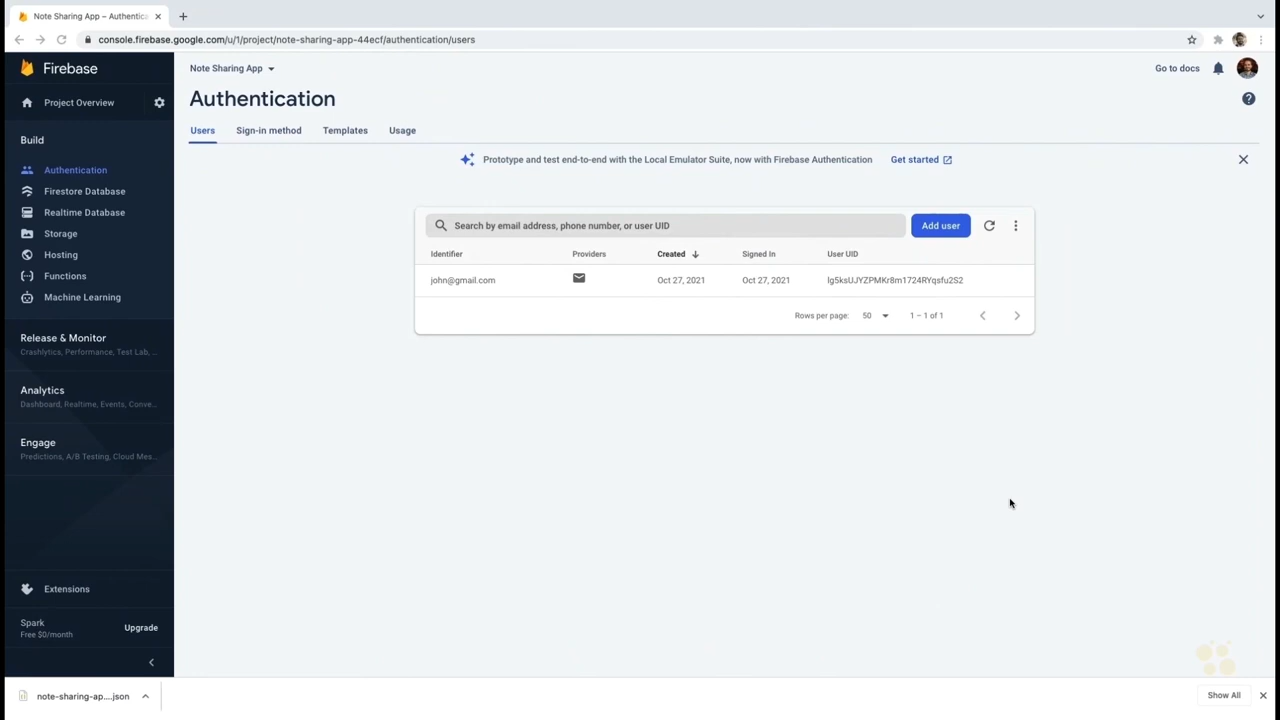 Note Sharing App – Authentica
console.firebase.google.com/u/1/project/note-sharing-app-44ecf/authentication/users
Firebase
Project Overview
Build
Authentication
Firestore Database
Realtime Database
Storage
Hosting
Functions
Machine Learning
Release & Monitor
Crashlytics, Performance, Test Lab, ...
Analytics
Dashboard, Realtime, Events, Conve...
Engage
Predictions, A/B Testing, Cloud Mes...
Extensions
Spark
Free $0/month
Upgrade
Note Sharing App
Go to docs
Authentication
Users Sign-in method Templates Usage
Prototype and test end-to-end with the Local Emulator Suite, now with Firebase Authentication Get started
Search by email address, phone number, or user UID
Add user
Identifier Providers Created Signed In User UID
john@gmail.com Oct 27, 2021 Oct 27, 2021 lg5ksUJYZPMKr8m1724RYqsfu2S2
Rows per page: 50 1 – 1 of 1
note-sharing-ap....json
Show All